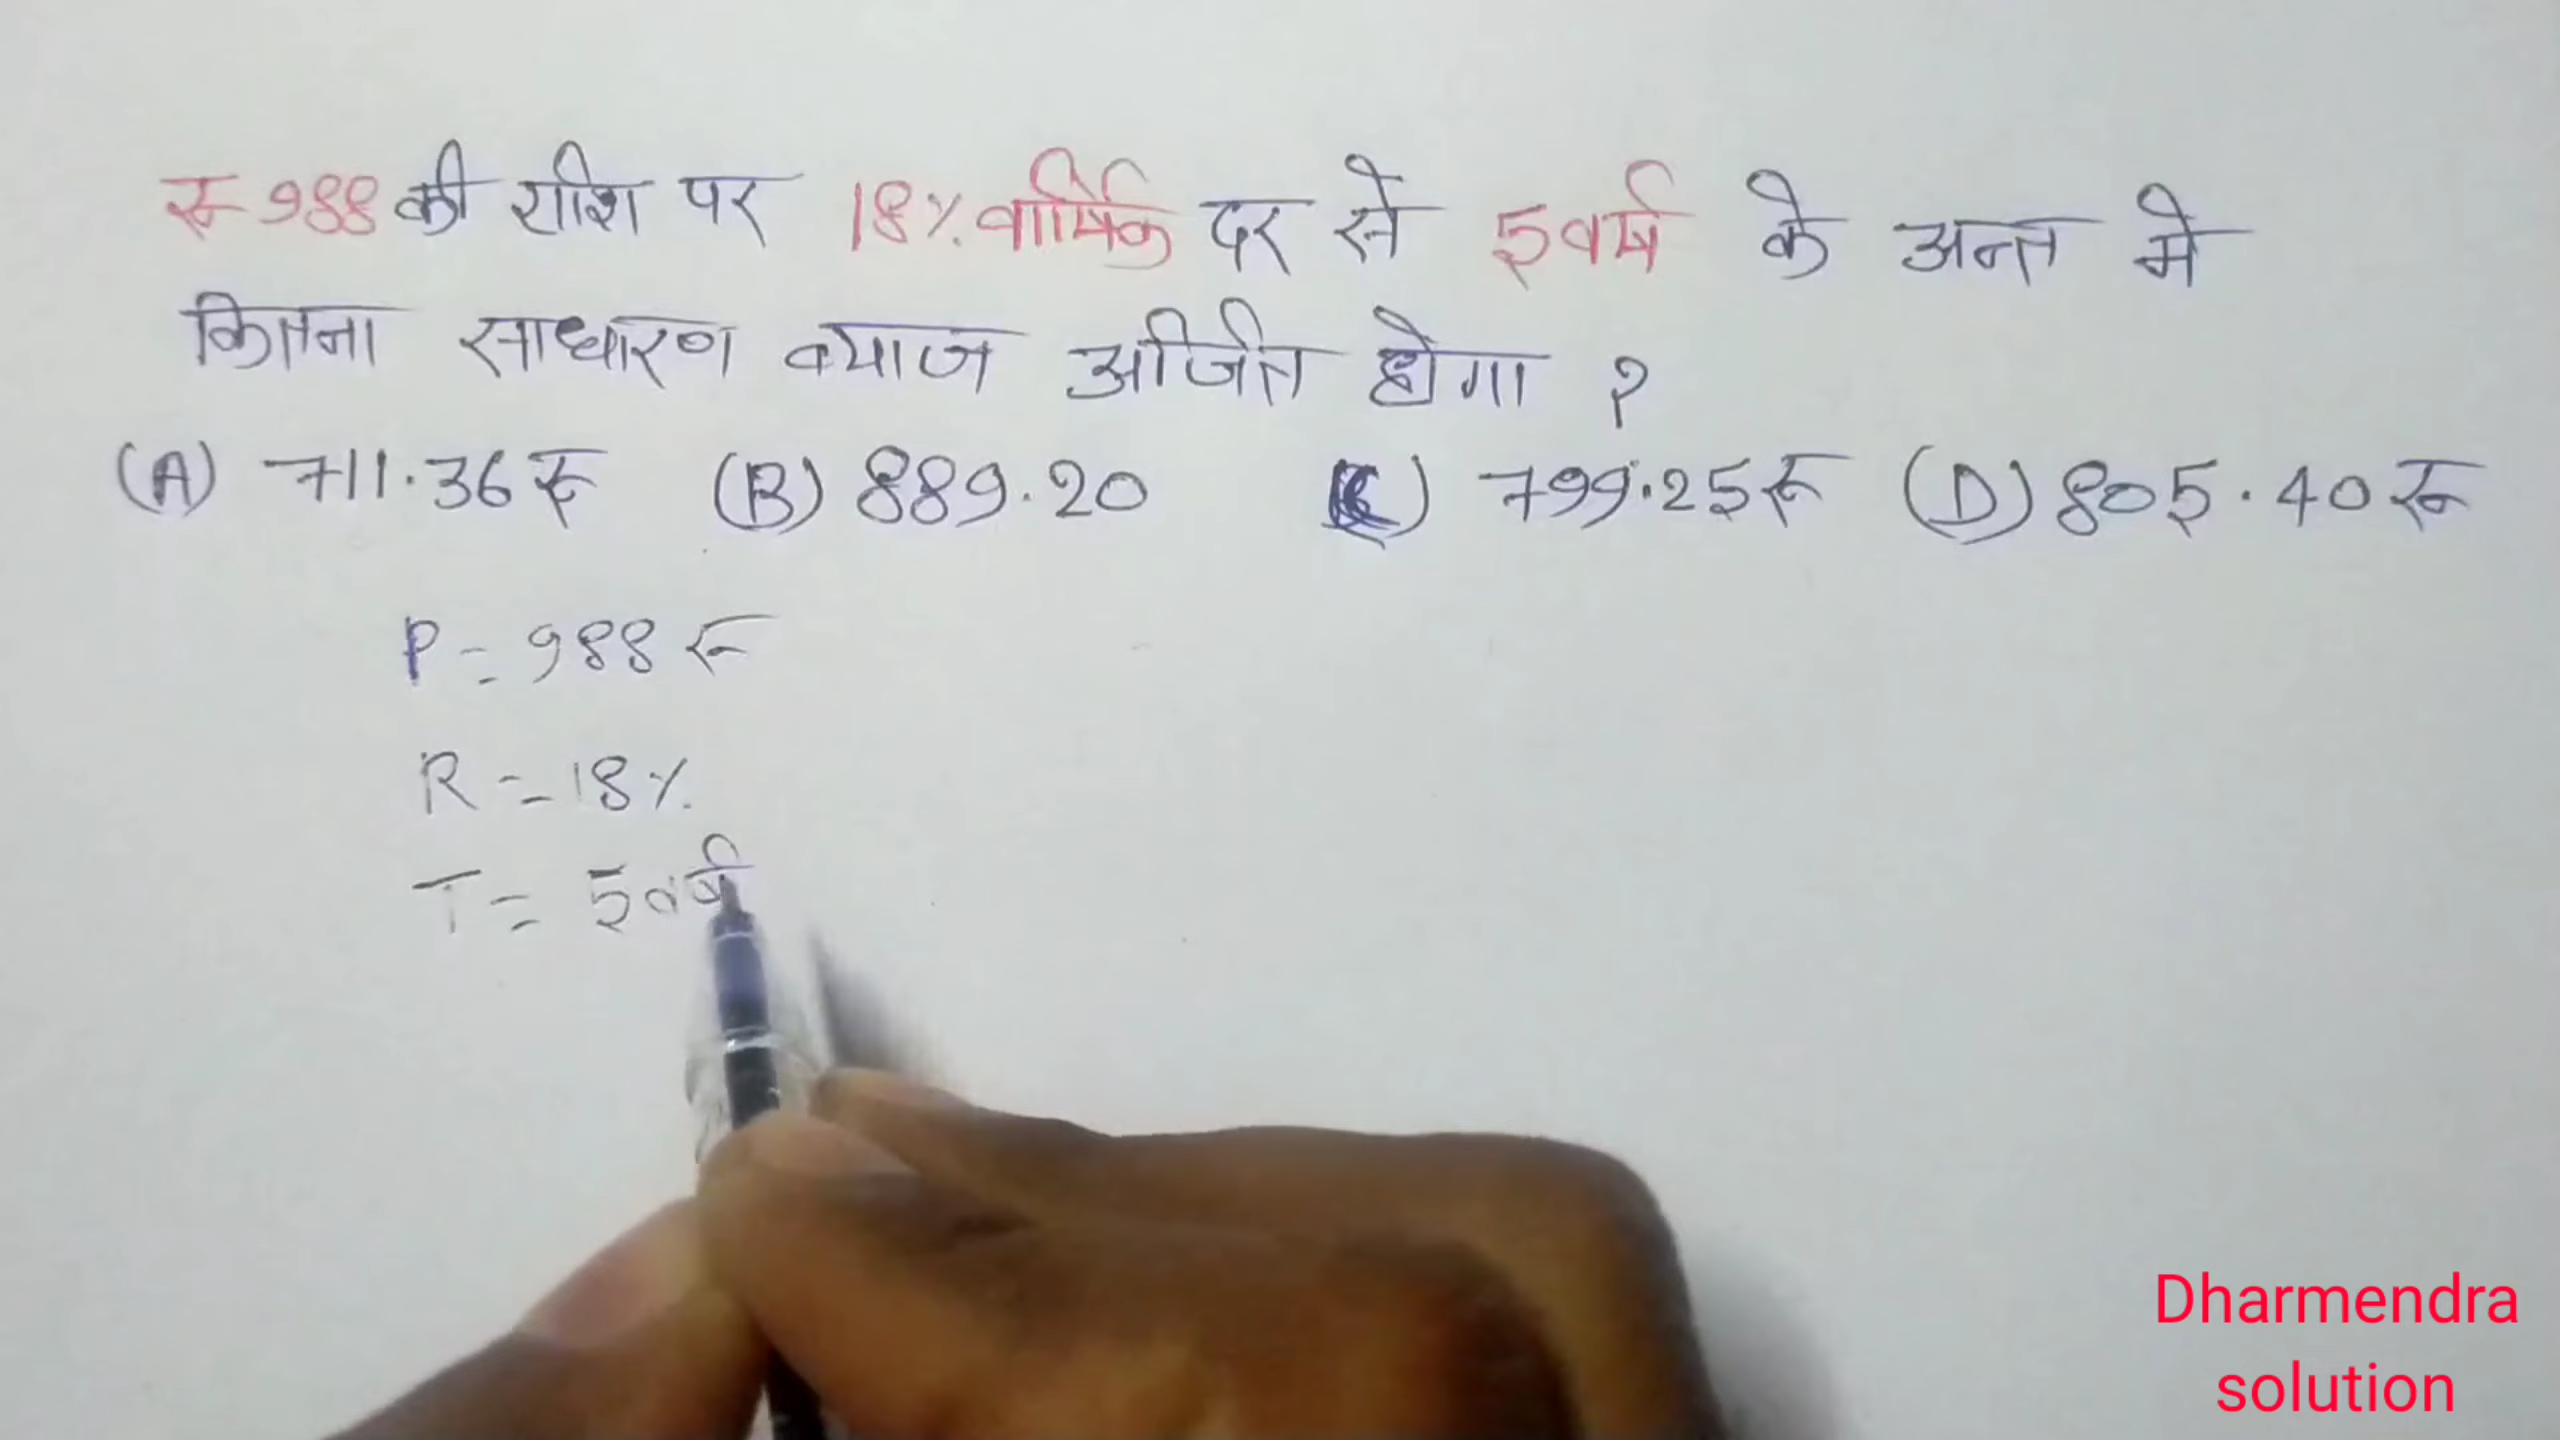 रू 988 की राशि पर 18% वार्षिक दर से 5 वर्ष के अन्त मे
कितना साधारण ब्याज अर्जित होगा ?
(A) 711.36 रू (B) 889.20 (C) 799.25 रू (D) 805.40 रू
P = 988 रू
R = 18%
T = 5 वर्ष
Dharmendra
solution